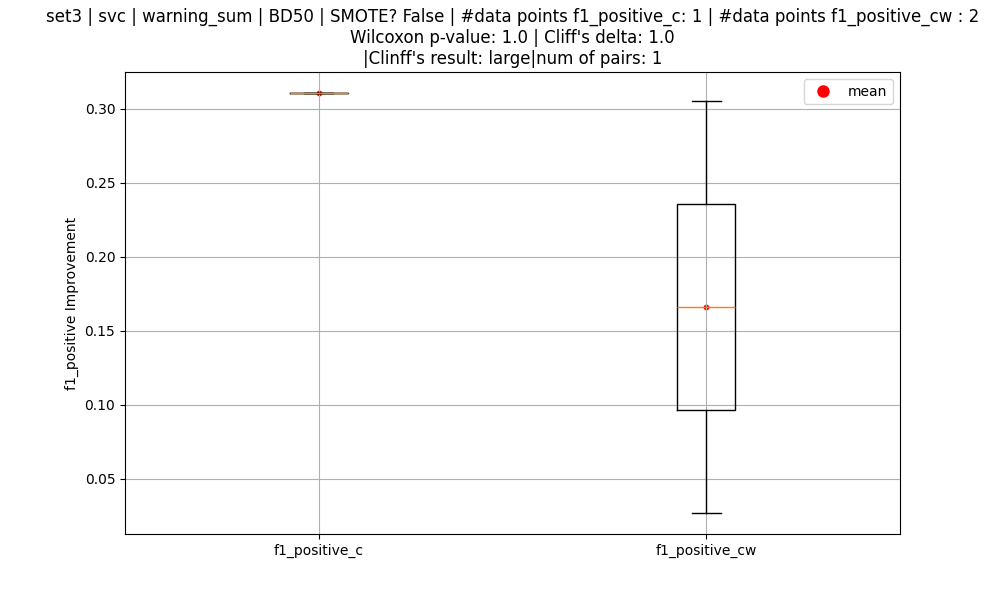 set3 | svc | warning_sum | BD50 | SMOTE? False | #data points f1_positive_c: 1 | #data points f1_positive_cw : 2
Wilcoxon p-value: 1.0 | Cliff's delta: 1.0
|Clinff's result: large|num of pairs: 1
mean
0.30
0.25
0.20
0.15
0.10
0.05
f1_positive Improvement
f1_positive_c
f1_positive_cw